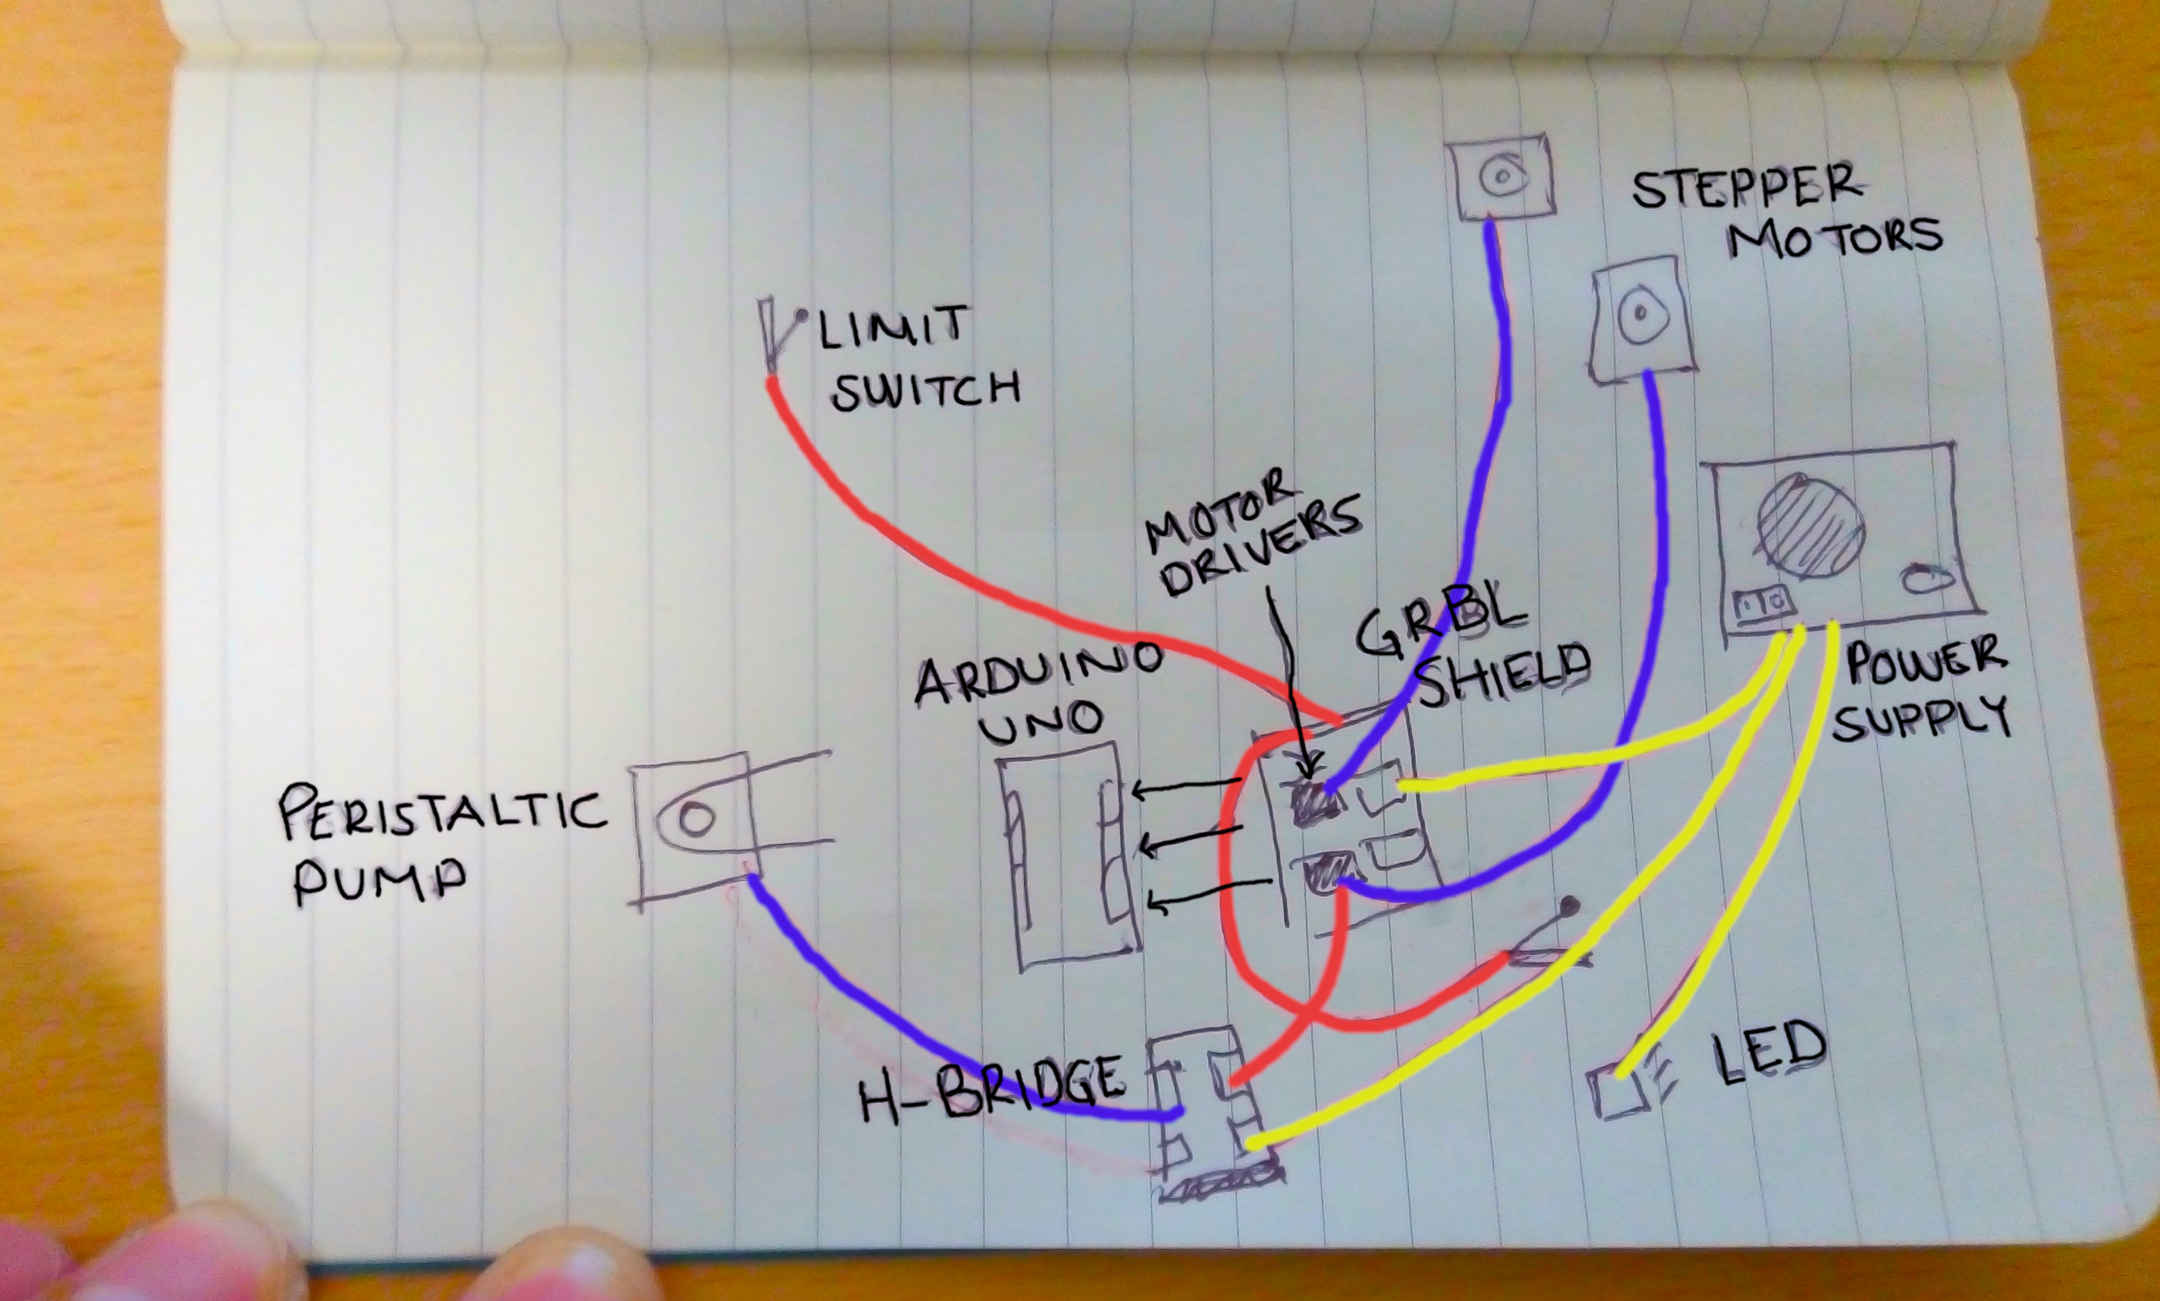 STEPPER
MOTORS
LIMIT
SWITCH
MOTOR
DRIVERS
GRBL
SHIELD
ARDUINO
UNO
POWER
SUPPLY
PERISTALTIC
PUMP
H-BRIDGE
LED